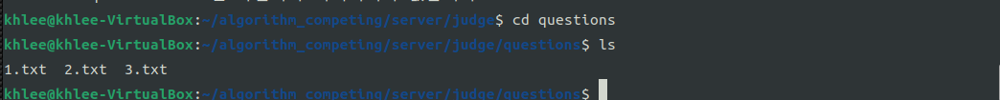 khlee@khlee-VirtualBox:~/algorithm_competing/server/judge$ cd questions
khlee@khlee-VirtualBox:~/algorithm_competing/server/judge/questions$ ls
1.txt 2.txt 3.txt
khlee@khlee-VirtualBox:~/algorithm_competing/server/judge/questions$